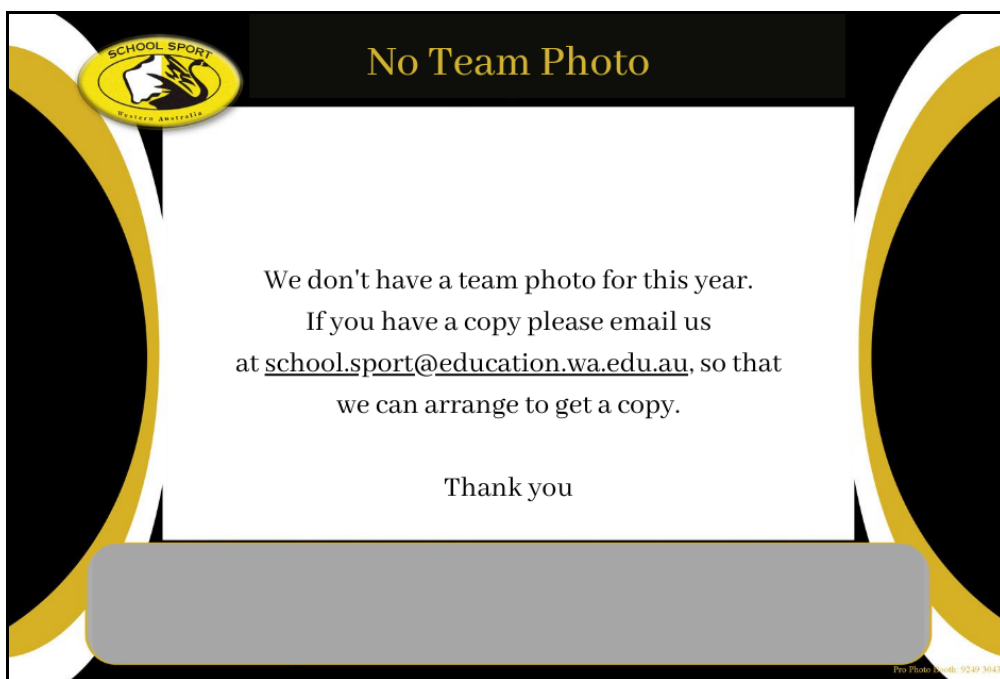 SCHOOL SPORT
Western Australia
No Team Photo
We don't have a team photo for this year.
If you have a copy please email us
at school.sport@education.wa.edu.au, so that
we can arrange to get a copy.
Thank you
Pro Photo Booth: 9249 3043